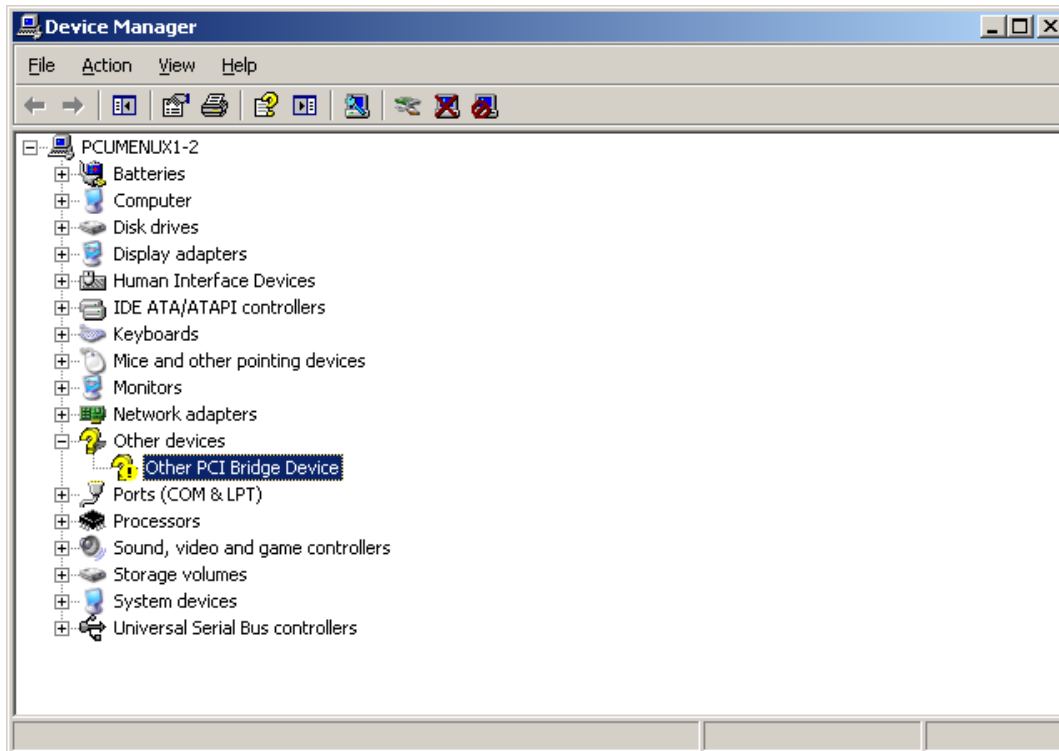 Device Manager
File Action View Help
PCUMENUX1-2
Batteries
Computer
Disk drives
Display adapters
Human Interface Devices
IDE ATA/ATAPI controllers
Keyboards
Mice and other pointing devices
Monitors
Network adapters
Other devices
Other PCI Bridge Device
Ports (COM & LPT)
Processors
Sound, video and game controllers
Storage volumes
System devices
Universal Serial Bus controllers